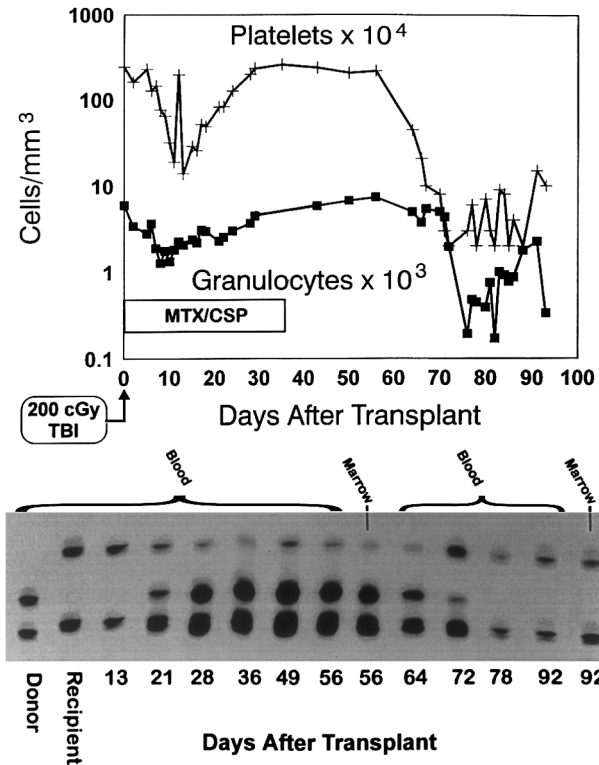 1000
Platelets x 10⁴
100
Cells/mm³
10
1
Granulocytes x 10³
MTX/CSP
0.1
0 10 20 30 40 50 60 70 80 90 100
200 cGy
TBI
Days After Transplant
Blood Marrow Blood Marrow
Donor Recipient 13 21 28 36 49 56 56 64 72 78 92 92
Days After Transplant